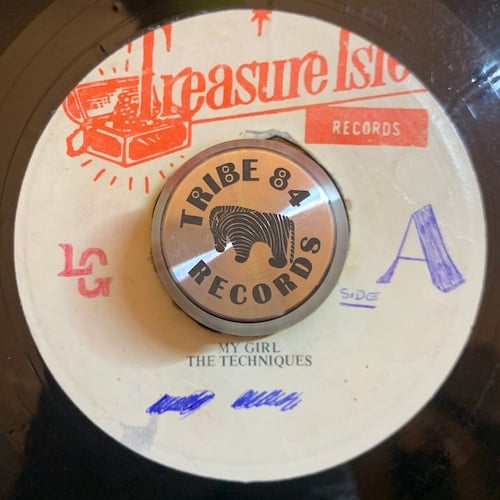 Treasure Isle
RECORDS
TRIBE 84
RECORDS
LG
A
SIDE
MY GIRL
THE TECHNIQUES